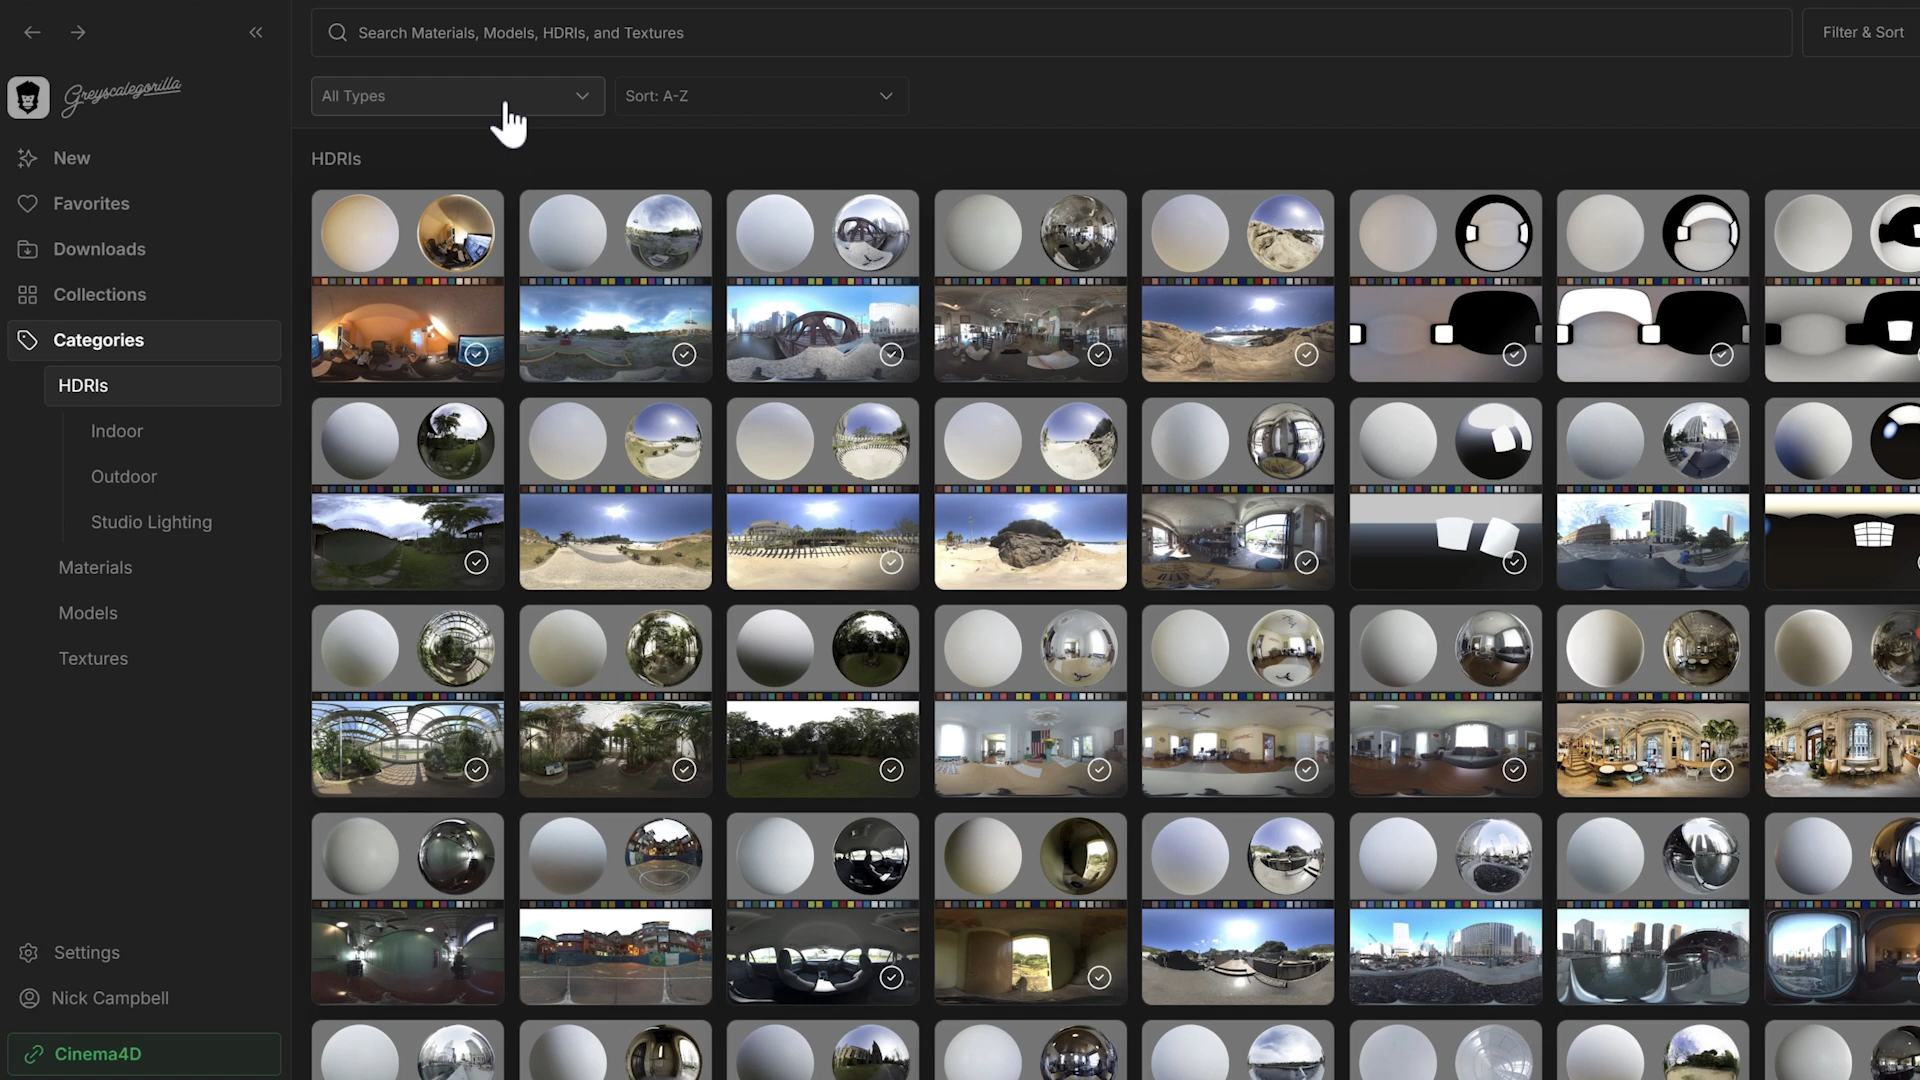 Search Materials, Models, HDRIs, and Textures
Filter & Sort
Greyscalegorilla
All Types
Sort: A-Z
HDRIs
New
Favorites
Downloads
Collections
Categories
HDRIs
Indoor
Outdoor
Studio Lighting
Materials
Models
Textures
Settings
Nick Campbell
Cinema4D